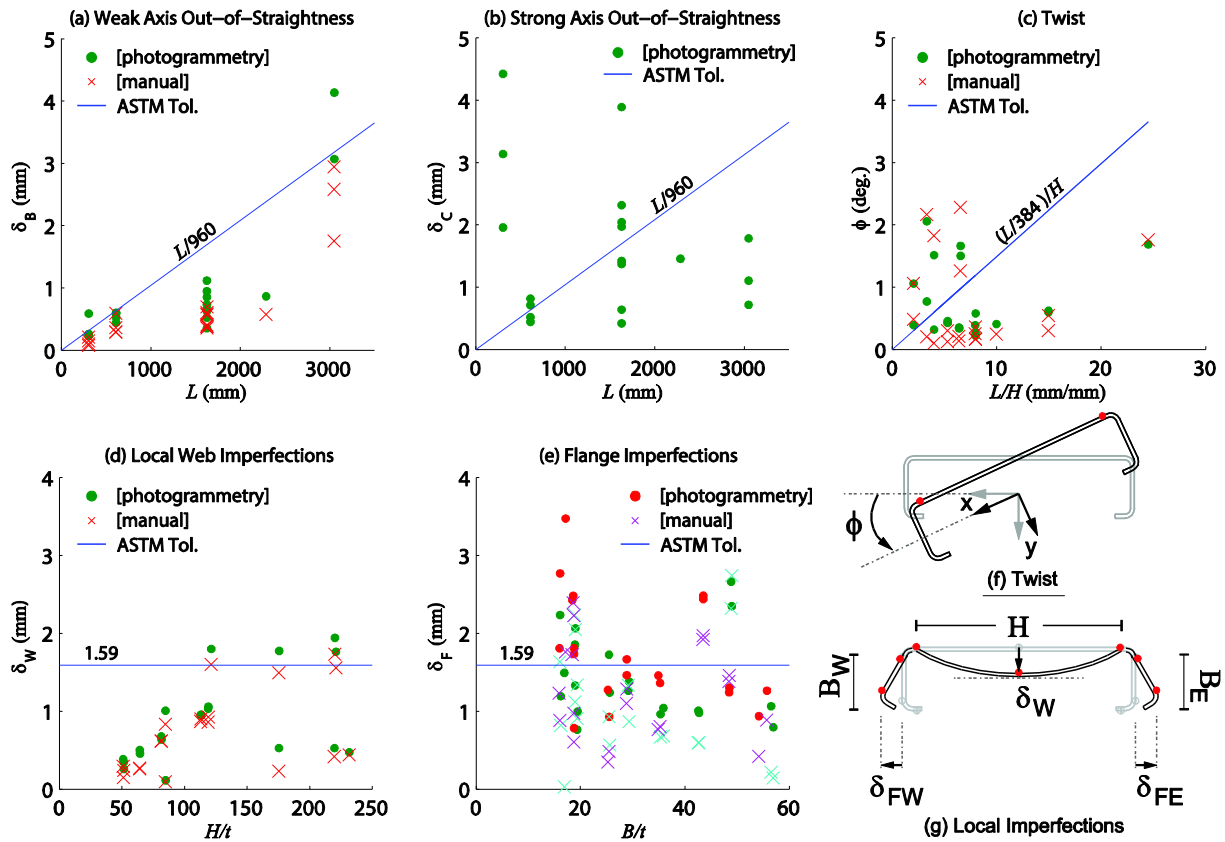 (a) Weak Axis Out−of−Straightness
[photogrammetry]
[manual]
ASTM Tol.
L/960
δB (mm)
5
4
3
2
1
0
0 1000 2000 3000
L (mm)
(b) Strong Axis Out−of−Straightness
[photogrammetry]
ASTM Tol.
L/960
δC (mm)
5
4
3
2
1
0
0 1000 2000 3000
L (mm)
(c) Twist
[photogrammetry]
[manual]
ASTM Tol.
(L/384)/H
ϕ (deg.)
5
4
3
2
1
0
0 10 20 30
L/H (mm/mm)
(d) Local Web Imperfections
[photogrammetry]
[manual]
ASTM Tol.
1.59
δW (mm)
4
3
2
1
0
0 50 100 150 200 250
H/t
(e) Flange Imperfections
[photogrammetry]
[manual]
ASTM Tol.
1.59
δF (mm)
4
3
2
1
0
0 20 40 60
B/t
ϕ
x
y
(f) Twist
H
BW
BE
δW
δFW
δFE
(g) Local Imperfections